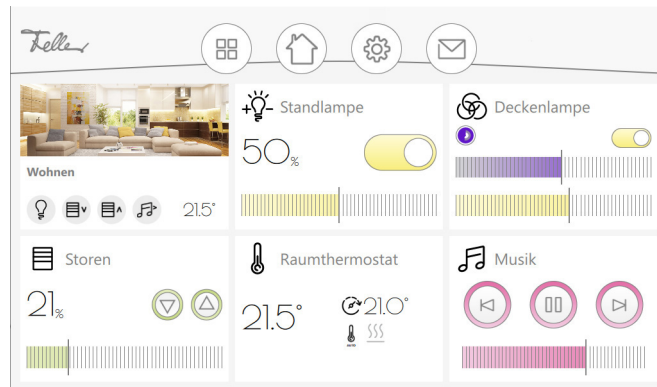 Feller
Standlampe
Deckenlampe
50%
Wohnen
21.5°
Storen
Raumthermostat
Musik
21%
21.5°
21.0°